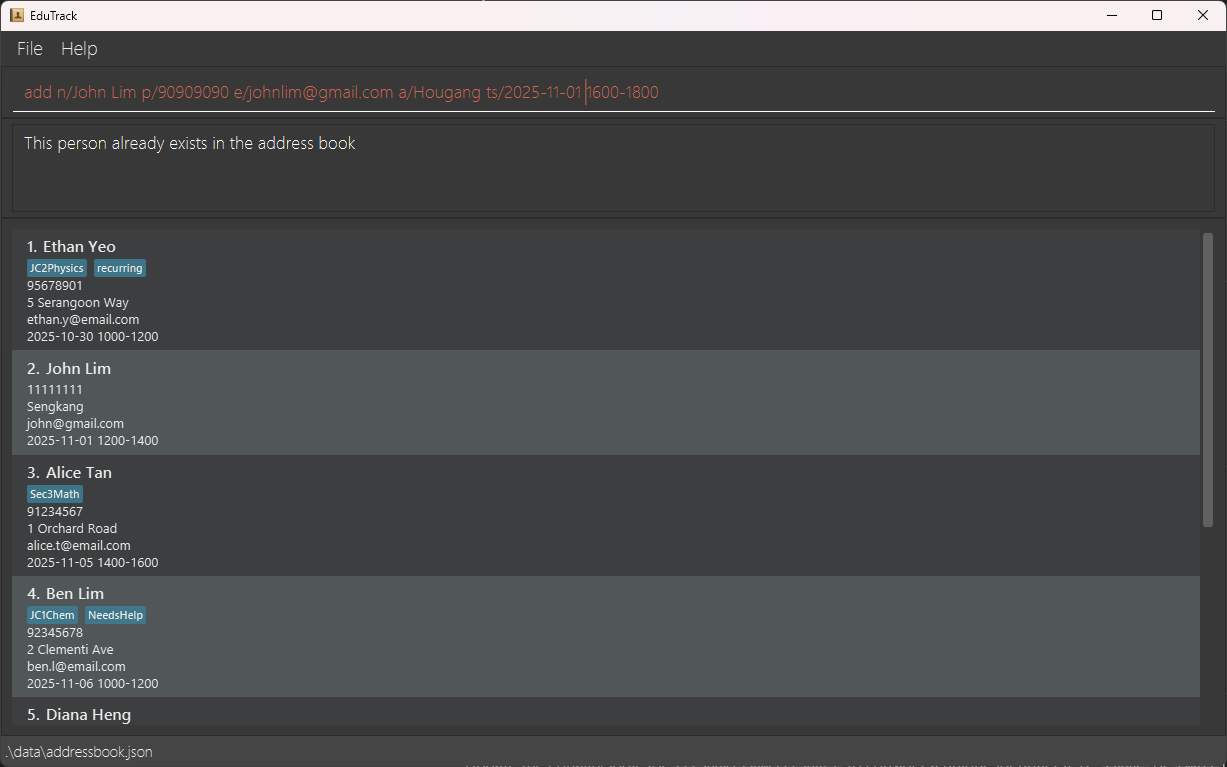 EduTrack
File Help
add n/John Lim p/90909090 e/johnlim@gmail.com a/Hougang ts/2025-11-01 1600-1800
This person already exists in the address book
1. Ethan Yeo
JC2Physics recurring
95678901
5 Serangoon Way
ethan.y@email.com
2025-10-30 1000-1200
2. John Lim
11111111
Sengkang
john@gmail.com
2025-11-01 1200-1400
3. Alice Tan
Sec3Math
91234567
1 Orchard Road
alice.t@email.com
2025-11-05 1400-1600
4. Ben Lim
JC1Chem NeedsHelp
92345678
2 Clementi Ave
ben.l@email.com
2025-11-06 1000-1200
5. Diana Heng
.\data\addressbook.json